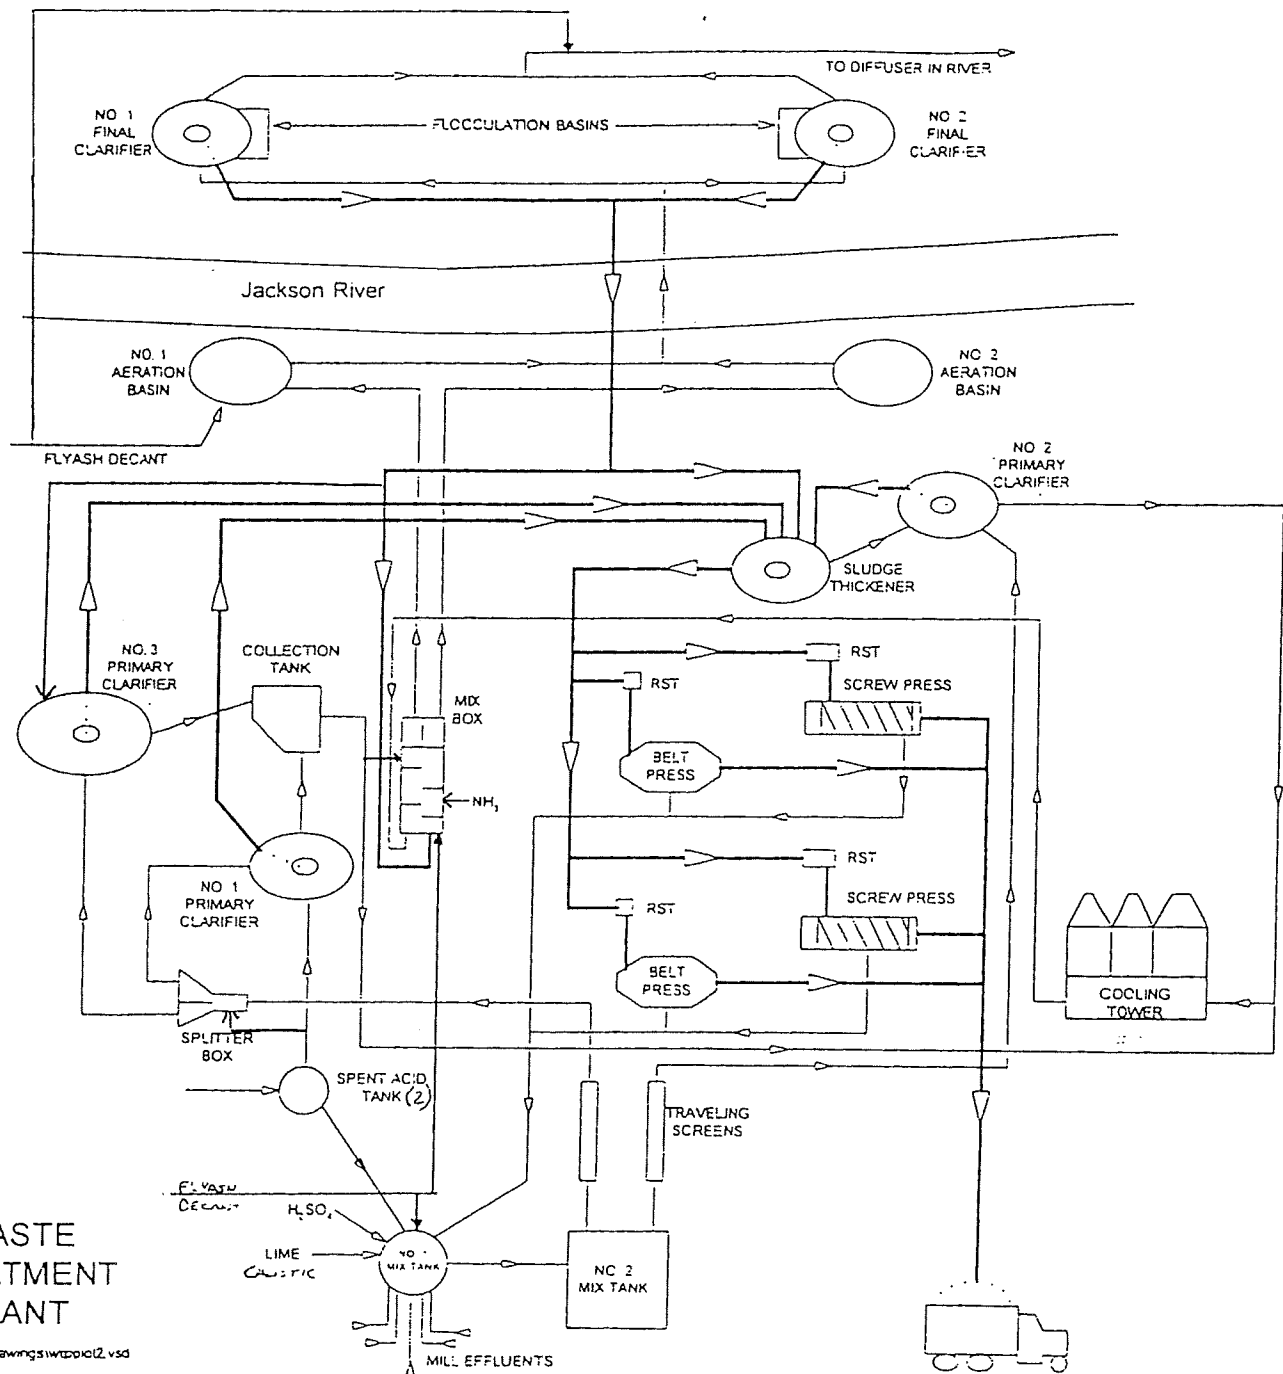 TO DIFFUSER IN RIVER
NO. 1
FINAL
CLARIFIER
FLOCCULATION BASINS
NO. 2
FINAL
CLARIFIER
Jackson River
NO. 1
AERATION
BASIN
NO. 2
AERATION
BASIN
FLYASH DECANT
NO. 2
PRIMARY
CLARIFIER
SLUDGE
THICKENER
NO. 3
PRIMARY
CLARIFIER
COLLECTION
TANK
MIX
BOX
RST
RST
SCREW PRESS
BELT
PRESS
NH3
RST
NO. 1
PRIMARY
CLARIFIER
RST
SCREW PRESS
BELT
PRESS
COOLING
TOWER
SPLITTER
BOX
SPENT ACID
TANK (2)
TRAVELING
SCREENS
FLYASH
DECANT
H2SO4
LIME
CAUSTIC
NO. 1
MIX TANK
NO. 2
MIX TANK
MILL EFFLUENTS
ASTE
ATMENT
ANT